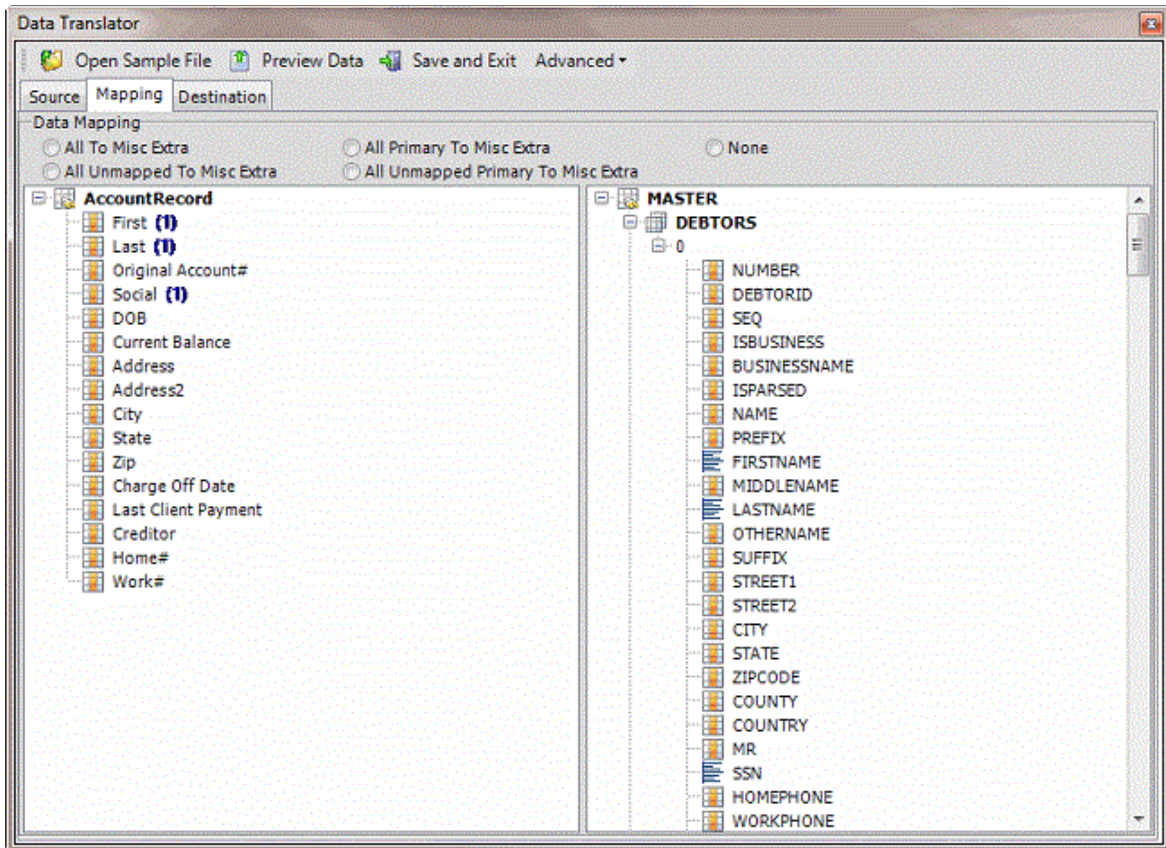 Data Translator
Open Sample File Preview Data Save and Exit Advanced
Source Mapping Destination
Data Mapping
All To Misc Extra All Primary To Misc Extra None
All Unmapped To Misc Extra All Unmapped Primary To Misc Extra
AccountRecord
First (1)
Last (1)
Original Account#
Social (1)
DOB
Current Balance
Address
Address2
City
State
Zip
Charge Off Date
Last Client Payment
Creditor
Home#
Work#
MASTER
DEBTORS
0
NUMBER
DEBTORID
SEQ
ISBUSINESS
BUSINESSNAME
ISPARSED
NAME
PREFIX
FIRSTNAME
MIDDLENAME
LASTNAME
OTHERNAME
SUFFIX
STREET1
STREET2
CITY
STATE
ZIPCODE
COUNTY
COUNTRY
MR
SSN
HOMEPHONE
WORKPHONE